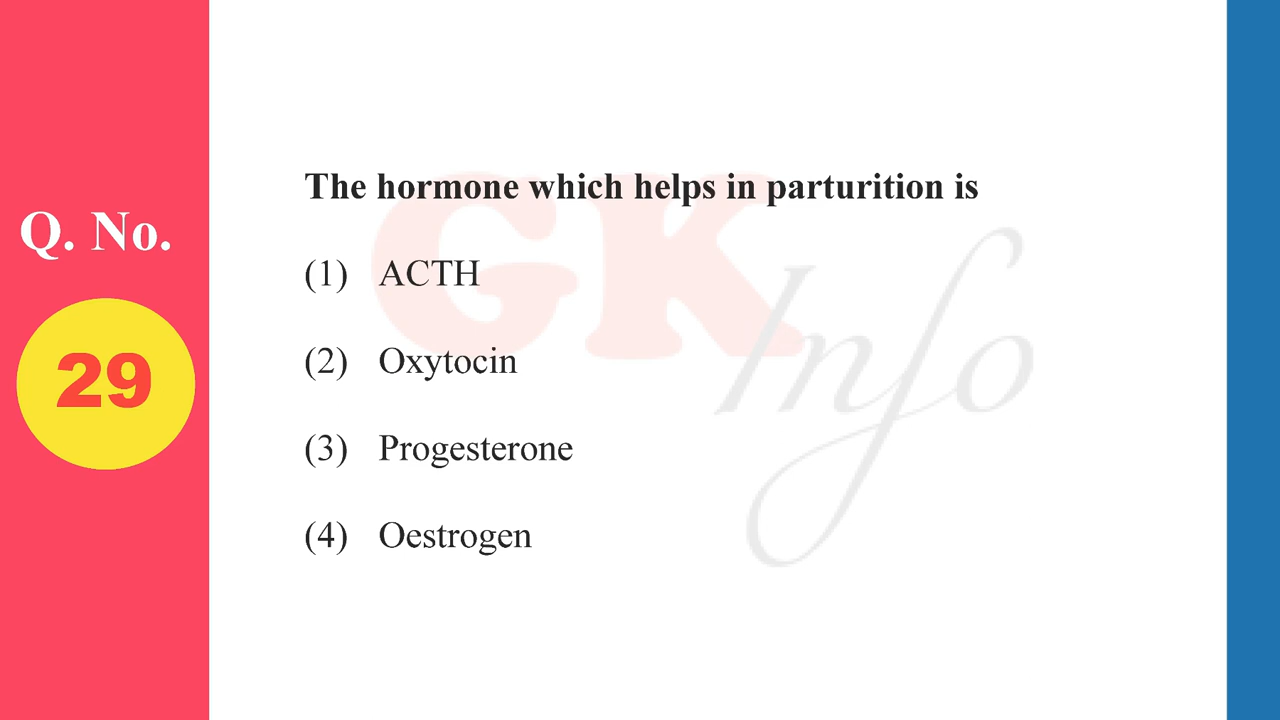 Q. No.
29
The hormone which helps in parturition is
(1) ACTH
(2) Oxytocin
(3) Progesterone
(4) Oestrogen
GK
Info